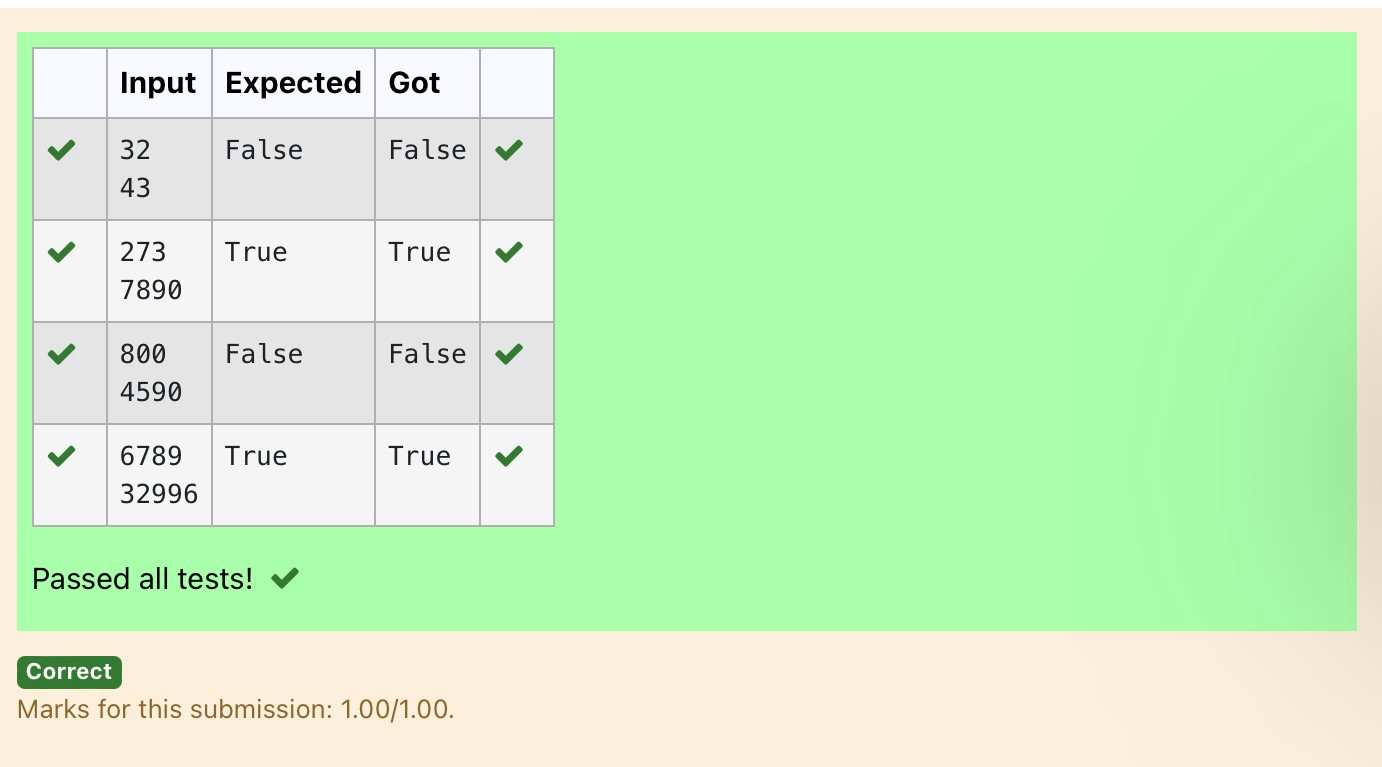 Input Expected Got
32 False False
43
273 True True
7890
800 False False
4590
6789 True True
32996
Passed all tests!
Correct
Marks for this submission: 1.00/1.00.